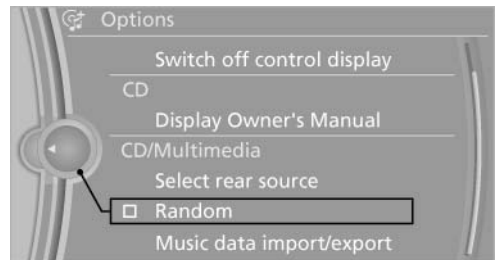 Options
Switch off control display
CD
Display Owner's Manual
CD/Multimedia
Select rear source
Random
Music data import/export